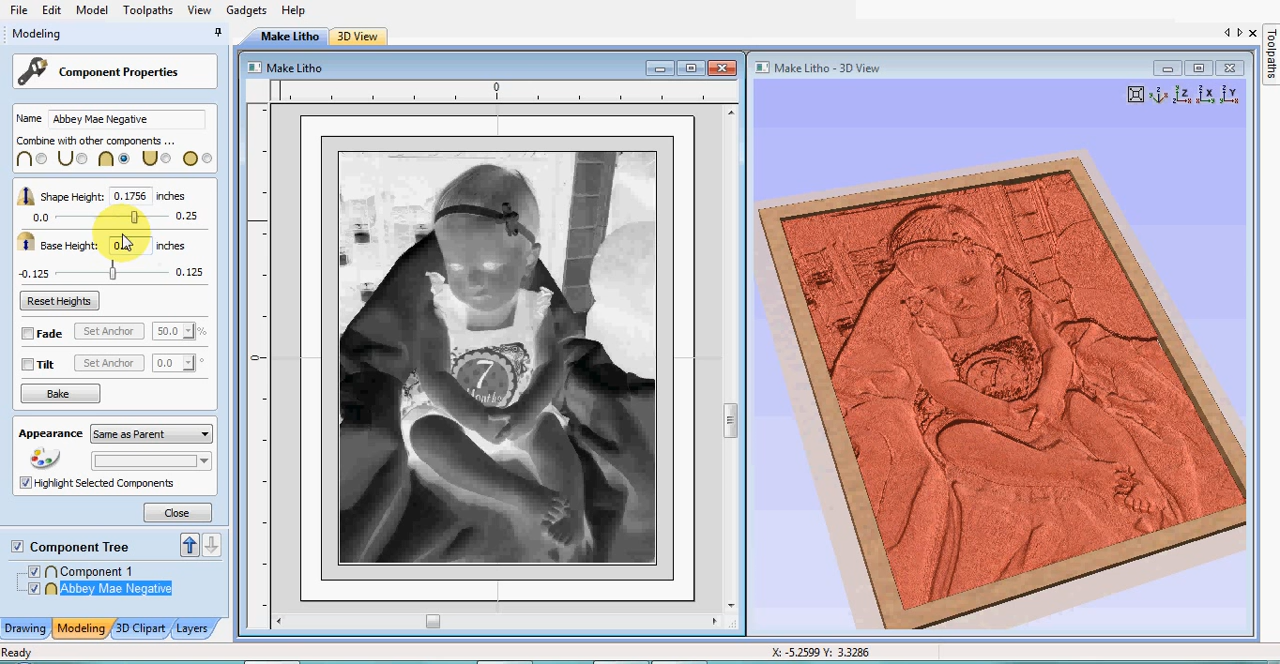 File Edit Model Toolpaths View Gadgets Help
Modeling
Component Properties
Name Abbey Mae Negative
Combine with other components ...
Shape Height: 0.1756 inches
0.0 0.25
Base Height: inches
-0.125 0.125
Reset Heights
Fade Set Anchor 50.0 %
Tilt Set Anchor 0.0 °
Bake
Appearance Same as Parent
Highlight Selected Components
Close
Component Tree
Component 1
Abbey Mae Negative
Drawing Modeling 3D Clipart Layers
Ready
Make Litho 3D View
Make Litho
0
0
7
Months
Make Litho - 3D View
Z X Y
7
Toolpaths
X: -5.2599 Y: 3.3286